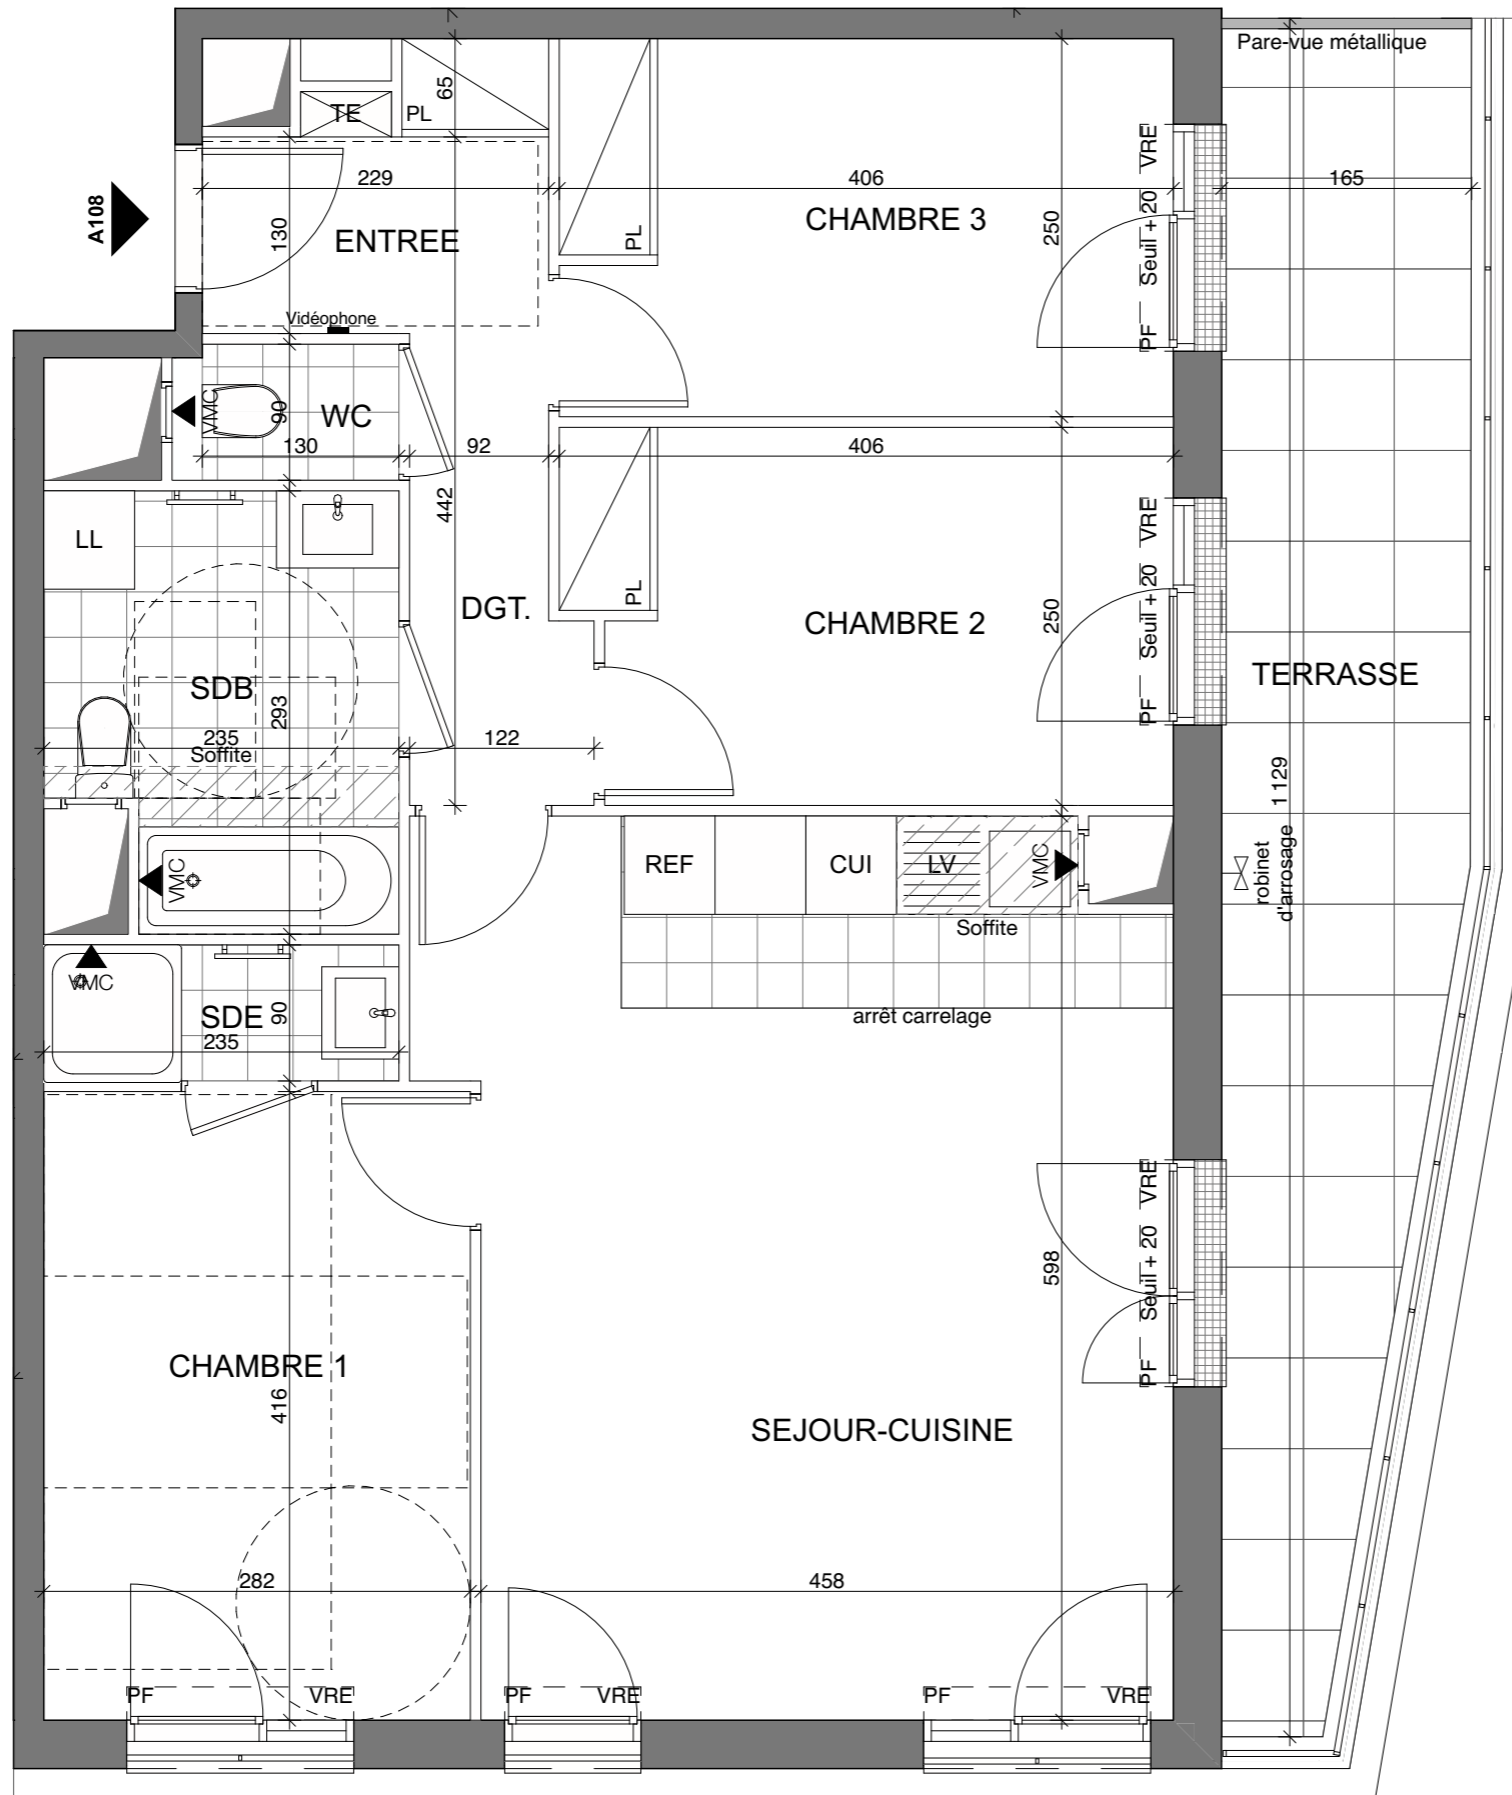 Pare-vue métallique
65
TE
PL
VRE
229
406
165
A108
130
ENTREE
CHAMBRE 3
250
Seuil + 20
PL
Vidéophone
PF
VMC
90
WC
130
92
406
442
VRE
LL
PL
Seuil + 20
DGT.
CHAMBRE 2
250
TERRASSE
SDB
293
PF
235
Soffite
122
1 129
VMC
REF
CUI
LV
VMC
robinet
d'arrosage
Soffite
VMC
SDE
90
arrêt carrelage
235
VRE
598
Seuil + 20
CHAMBRE 1
PF
416
SEJOUR-CUISINE
282
458
PF
VRE
PF
VRE
PF
VRE